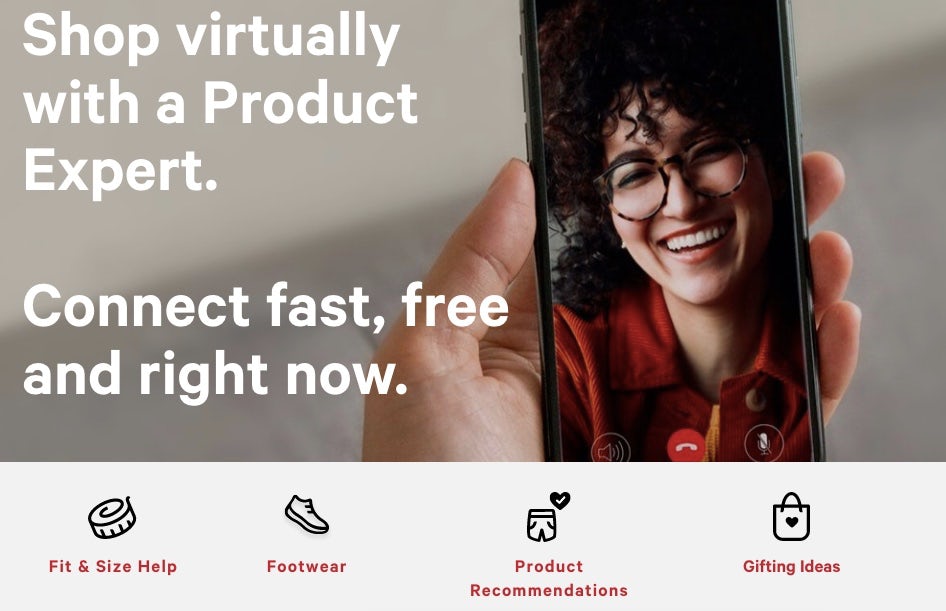 Shop virtually
with a Product
Expert.
Connect fast, free
and right now.
Fit & Size Help
Footwear
Product
Recommendations
Gifting Ideas